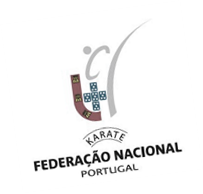 KARATE
FEDERAÇÃO NACIONAL
PORTUGAL